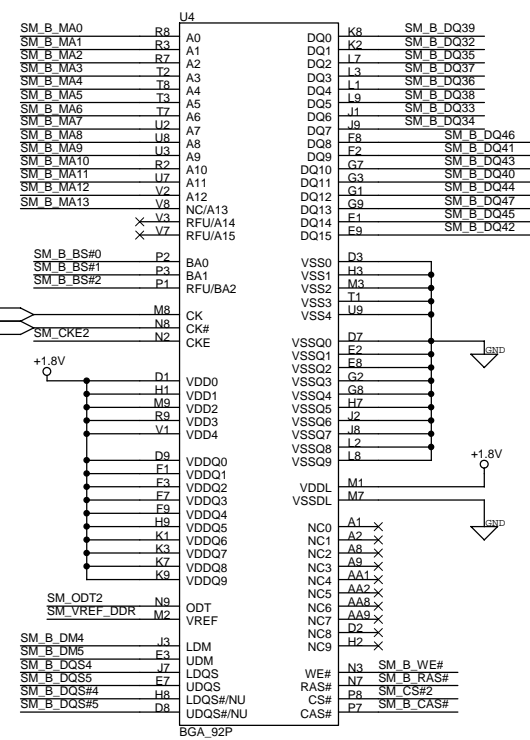 U4
SM_B_MA0 R8 A0 DQ0 K8 SM_B_DQ39
SM_B_MA1 R3 A1 DQ1 K2 SM_B_DQ32
SM_B_MA2 R7 A2 DQ2 L7 SM_B_DQ35
SM_B_MA3 T2 A3 DQ3 L3 SM_B_DQ37
SM_B_MA4 T8 A4 DQ4 L1 SM_B_DQ36
SM_B_MA5 T3 A5 DQ5 L9 SM_B_DQ38
SM_B_MA6 T7 A6 DQ6 J1 SM_B_DQ33
SM_B_MA7 U2 A7 DQ7 J9 SM_B_DQ34
SM_B_MA8 U8 A8 DQ8 F8 SM_B_DQ46
SM_B_MA9 U3 A9 DQ9 F2 SM_B_DQ41
SM_B_MA10 R2 A10 DQ10 G7 SM_B_DQ43
SM_B_MA11 U7 A11 DQ11 G3 SM_B_DQ40
SM_B_MA12 V2 A12 DQ12 G1 SM_B_DQ44
SM_B_MA13 V8 NC/A13 DQ13 G9 SM_B_DQ47
V3 RFU/A14 DQ14 E1 SM_B_DQ45
V7 RFU/A15 DQ15 E9 SM_B_DQ42
SM_B_BS#0 P2 BA0 VSS0 D3
SM_B_BS#1 P3 BA1 VSS1 H3
SM_B_BS#2 P1 RFU/BA2 VSS2 M3
VSS3 T1
M8 CK VSS4 U9
N8 CK#
SM_CKE2 N2 CKE VSSQ0 D7
VSSQ1 E2
GND
+1.8V
VSSQ2 E8
D1 VDD0 VSSQ3 G2
H1 VDD1 VSSQ4 G8
M9 VDD2 VSSQ5 H7
R9 VDD3 VSSQ6 J2
V1 VDD4 VSSQ7 J8
VSSQ8 L2
D9 VDDQ0 VSSQ9 L8
+1.8V
F1 VDDQ1
F3 VDDQ2 VDDL M1
F7 VDDQ3 VSSDL M7
F9 VDDQ4
GND
H9 VDDQ5 NC0 A1
K1 VDDQ6 NC1 A2
K3 VDDQ7 NC2 A8
K7 VDDQ8 NC3 A9
K9 VDDQ9 NC4 AA1
NC5 AA2
SM_ODT2 N9 ODT NC6 AA8
SM_VREF_DDR M2 VREF NC7 AA9
NC8 D2
SM_B_DM4 J3 LDM NC9 H2
SM_B_DM5 E3 UDM
SM_B_DQS4 J7 LDQS WE# N3 SM_B_WE#
SM_B_DQS5 E7 UDQS RAS# N7 SM_B_RAS#
SM_B_DQS#4 H8 LDQS#/NU CS# P8 SM_CS#2
SM_B_DQS#5 D8 UDQS#/NU CAS# P7 SM_B_CAS#
BGA_92P